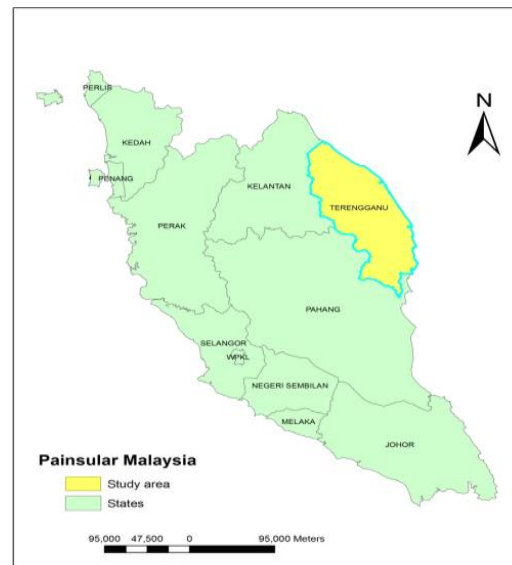 PERLIS
KEDAH
N
PENANG
KELANTAN
TERENGGANU
PERAK
PAHANG
SELANGOR
WPKL
NEGERI SEMBILAN
MELAKA
JOHOR
Painsular Malaysia
Study area
States
95,000 47,500 0 95,000 Meters